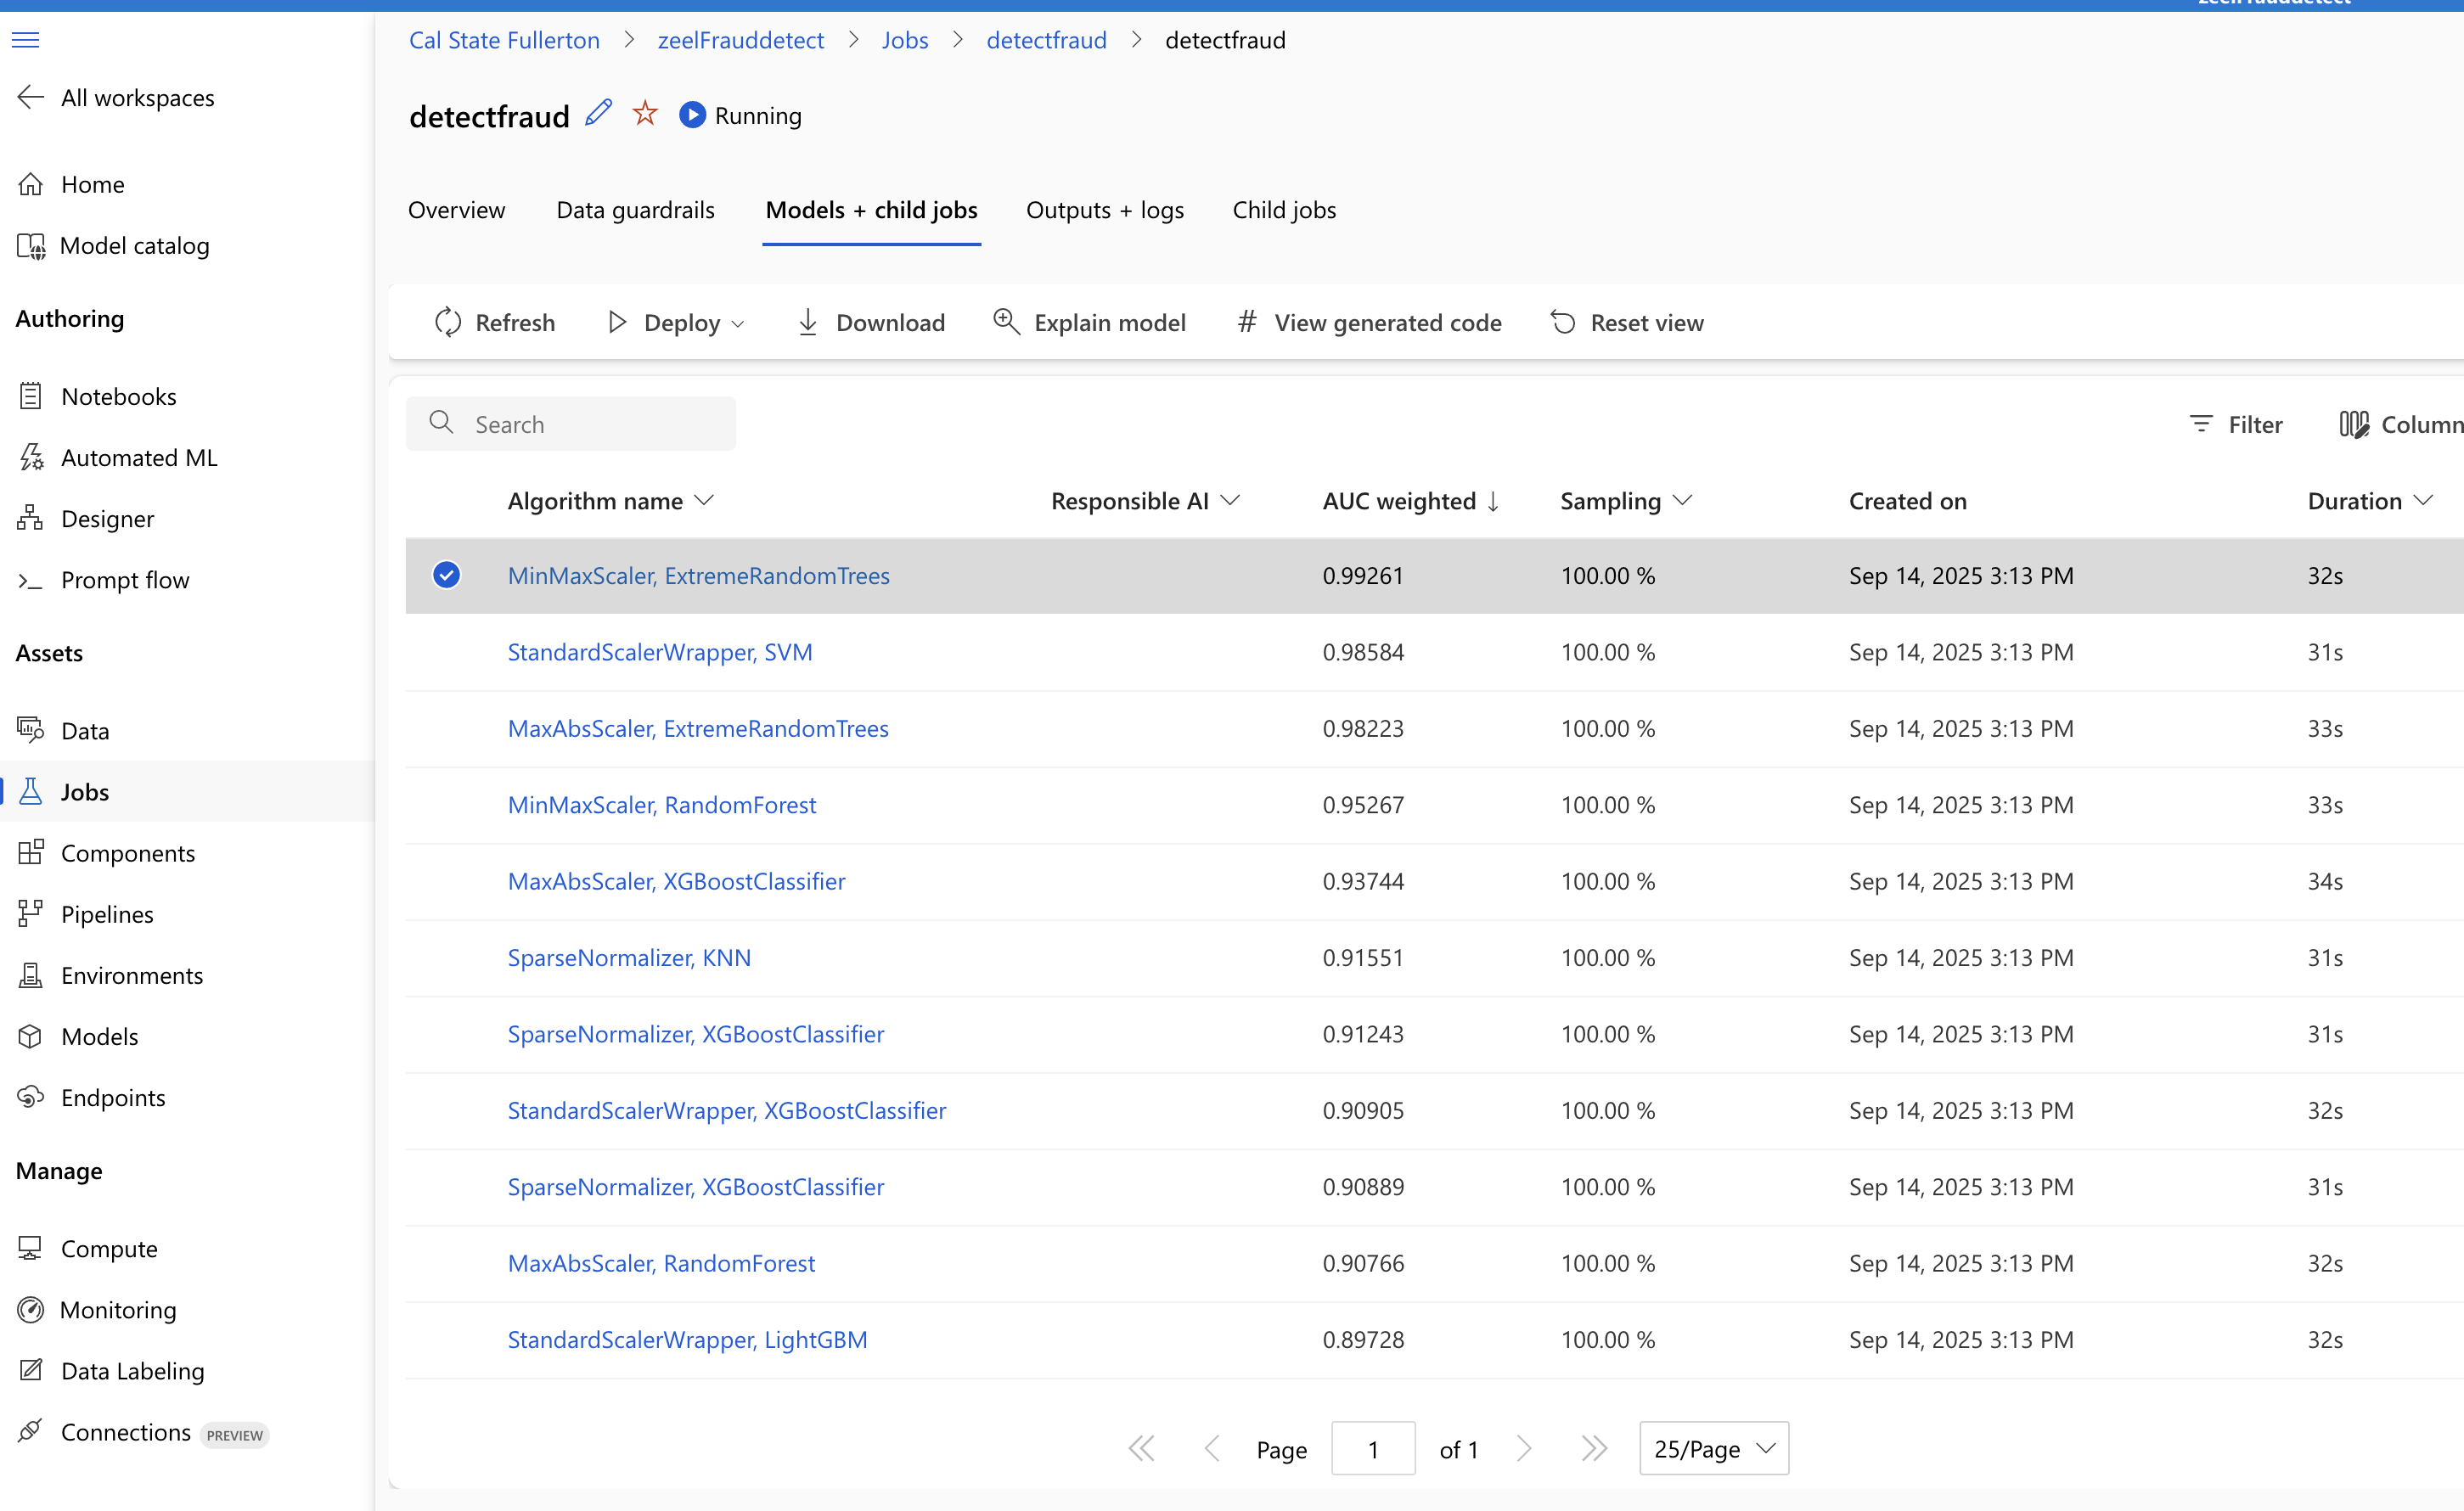 Cal State Fullerton > zeelFrauddetect > Jobs > detectfraud > detectfraud
All workspaces
detectfraud Running
Home
Model catalog
Overview Data guardrails Models + child jobs Outputs + logs Child jobs
Authoring
Refresh Deploy Download Explain model # View generated code Reset view
Notebooks
Automated ML
Designer
Prompt flow
Assets
Data
Jobs
Components
Pipelines
Environments
Models
Endpoints
Manage
Compute
Monitoring
Data Labeling
Connections PREVIEW
Search Filter Column
Algorithm name Responsible AI AUC weighted ↓ Sampling Created on Duration
MinMaxScaler, ExtremeRandomTrees 0.99261 100.00 % Sep 14, 2025 3:13 PM 32s
StandardScalerWrapper, SVM 0.98584 100.00 % Sep 14, 2025 3:13 PM 31s
MaxAbsScaler, ExtremeRandomTrees 0.98223 100.00 % Sep 14, 2025 3:13 PM 33s
MinMaxScaler, RandomForest 0.95267 100.00 % Sep 14, 2025 3:13 PM 33s
MaxAbsScaler, XGBoostClassifier 0.93744 100.00 % Sep 14, 2025 3:13 PM 34s
SparseNormalizer, KNN 0.91551 100.00 % Sep 14, 2025 3:13 PM 31s
SparseNormalizer, XGBoostClassifier 0.91243 100.00 % Sep 14, 2025 3:13 PM 31s
StandardScalerWrapper, XGBoostClassifier 0.90905 100.00 % Sep 14, 2025 3:13 PM 32s
SparseNormalizer, XGBoostClassifier 0.90889 100.00 % Sep 14, 2025 3:13 PM 31s
MaxAbsScaler, RandomForest 0.90766 100.00 % Sep 14, 2025 3:13 PM 32s
StandardScalerWrapper, LightGBM 0.89728 100.00 % Sep 14, 2025 3:13 PM 32s
Page 1 of 1 25/Page